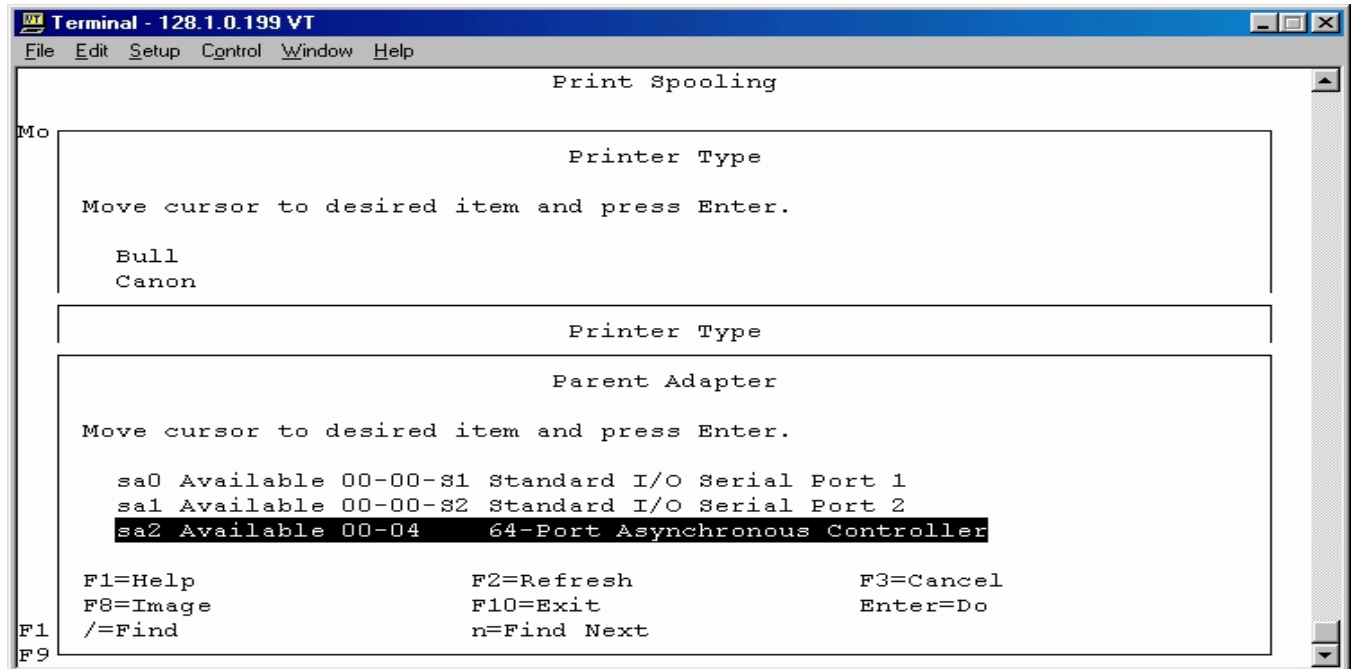 Terminal - 128.1.0.199 VT
File Edit Setup Control Window Help
Print Spooling
Mo
Printer Type
Move cursor to desired item and press Enter.
Bull
Canon
Printer Type
Parent Adapter
Move cursor to desired item and press Enter.
sa0 Available 00-00-S1 Standard I/O Serial Port 1
sa1 Available 00-00-S2 Standard I/O Serial Port 2
sa2 Available 00-04 64-Port Asynchronous Controller
F1=Help F2=Refresh F3=Cancel
F8=Image F10=Exit Enter=Do
F1 /=Find n=Find Next
F9